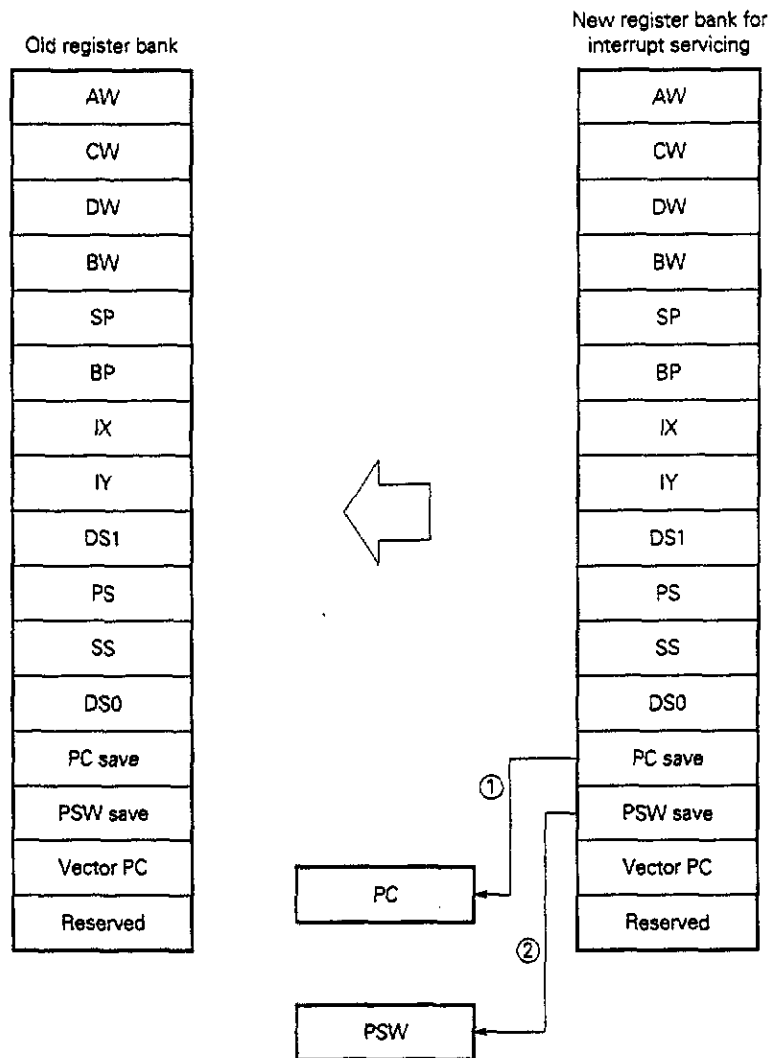 Old register bank
AW
CW
DW
BW
SP
BP
IX
IY
DS1
PS
SS
DS0
PC save
PSW save
Vector PC
Reserved
New register bank for
interrupt servicing
AW
CW
DW
BW
SP
BP
IX
IY
DS1
PS
SS
DS0
PC save
PSW save
Vector PC
Reserved
①
PC
②
PSW